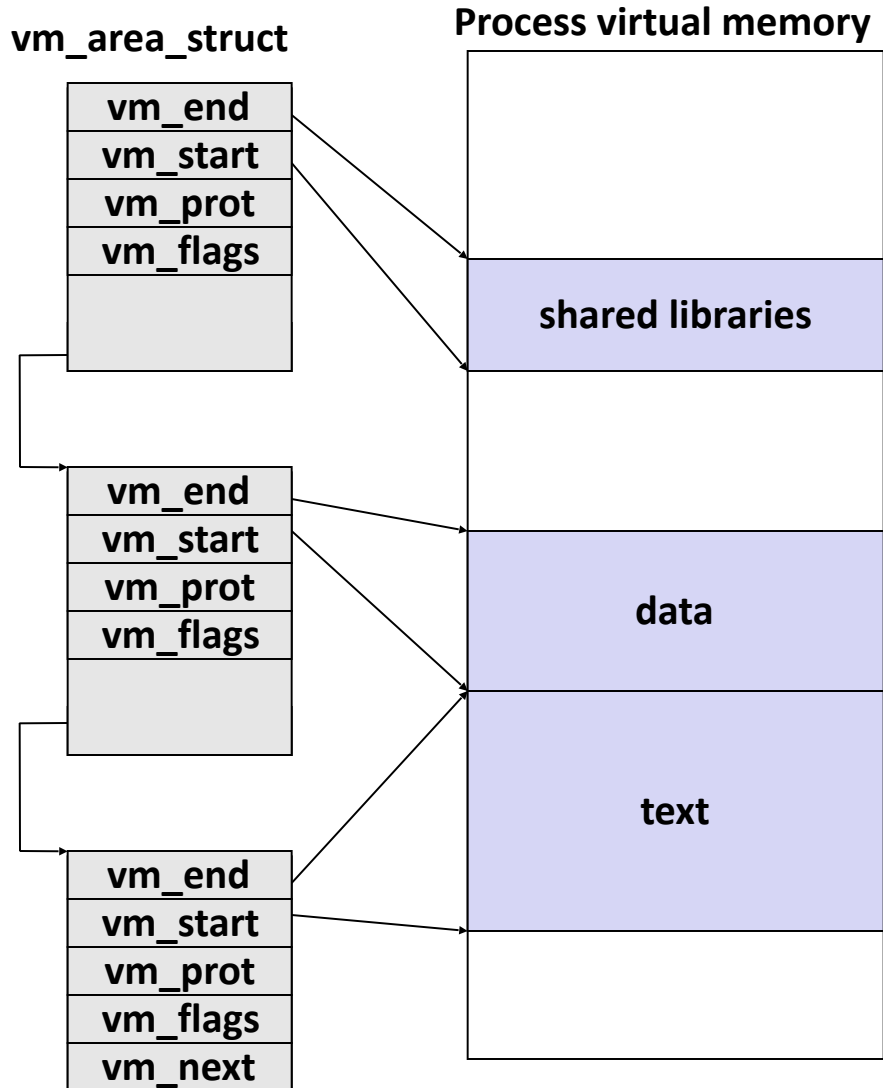 vm_area_struct
Process virtual memory
vm_end
vm_start
vm_prot
vm_flags
shared libraries
vm_end
vm_start
vm_prot
vm_flags
data
text
vm_end
vm_start
vm_prot
vm_flags
vm_next